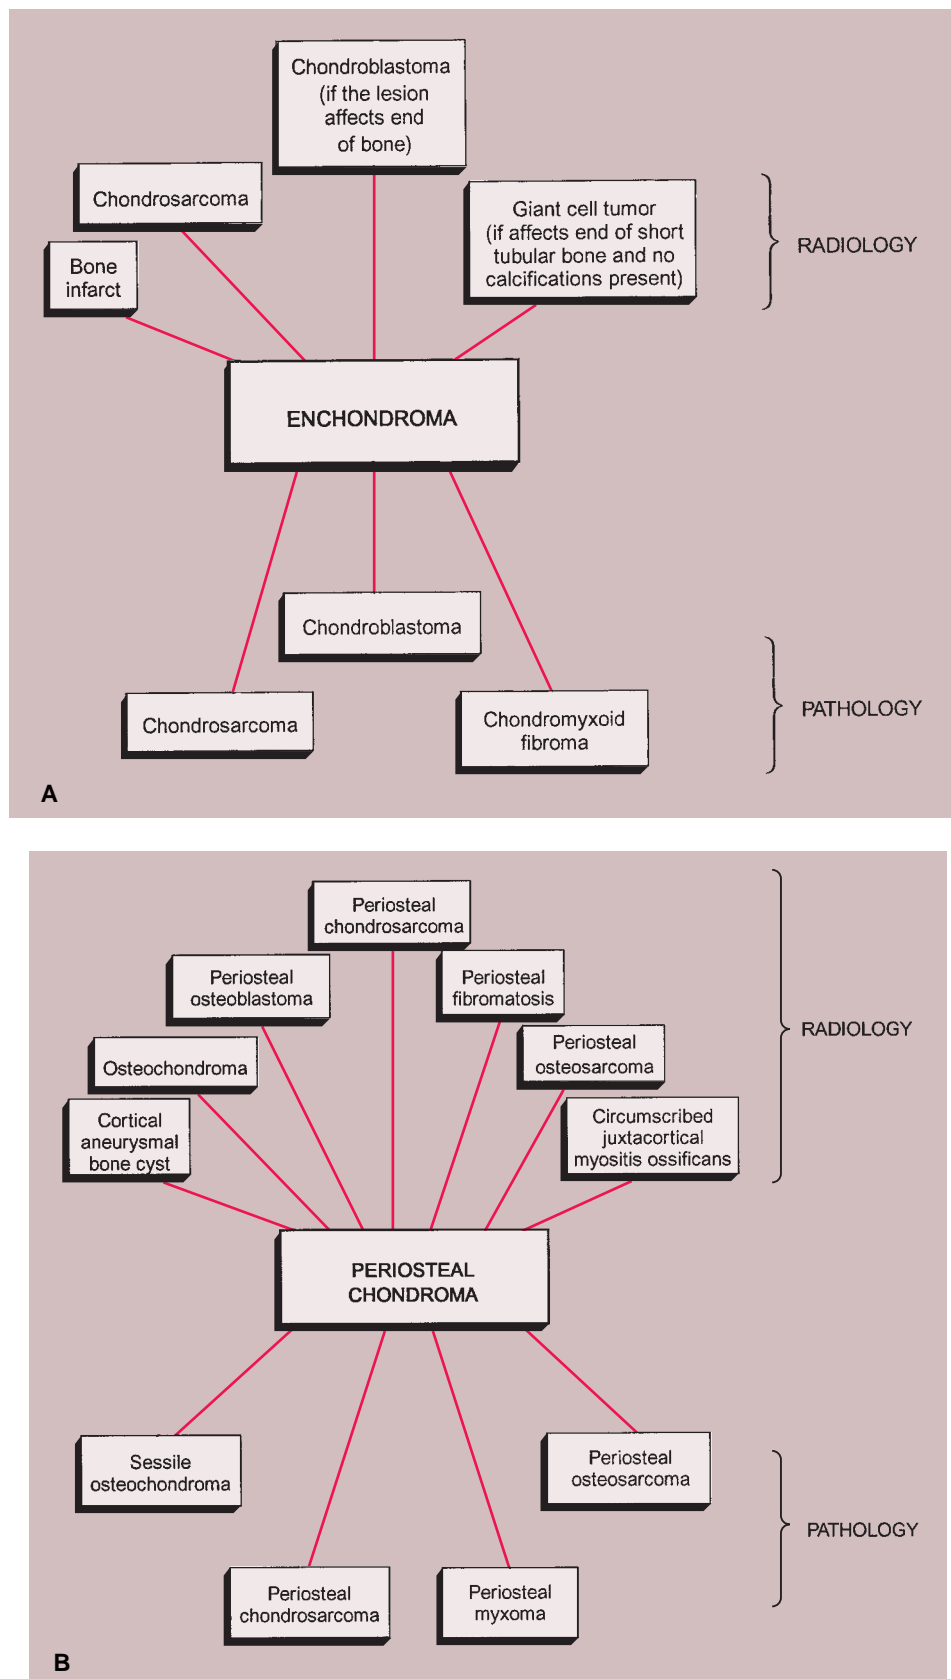 Chondroblastoma
(if the lesion
affects end
of bone)
Chondrosarcoma
Giant cell tumor
(if affects end of short
tubular bone and no
calcifications present)
RADIOLOGY
Bone
infarct
ENCHONDROMA
Chondroblastoma
Chondrosarcoma
Chondromyxoid
fibroma
PATHOLOGY
A
Periosteal
chondrosarcoma
Periosteal
osteoblastoma
Periosteal
fibromatosis
RADIOLOGY
Osteochondroma
Periosteal
osteosarcoma
Cortical
aneurysmal
bone cyst
Circumscribed
juxtacortical
myositis ossificans
PERIOSTEAL
CHONDROMA
Sessile
osteochondroma
Periosteal
osteosarcoma
PATHOLOGY
Periosteal
chondrosarcoma
Periosteal
myxoma
B